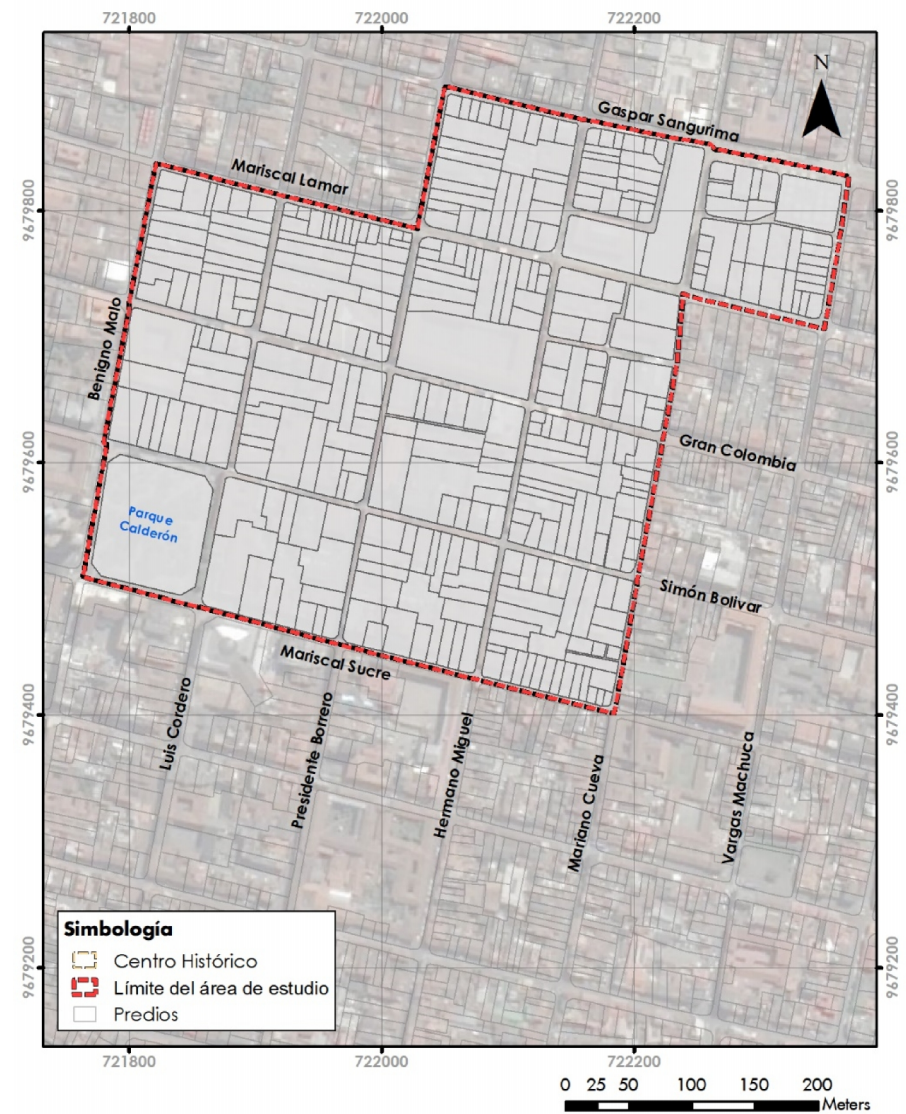 721800
722000
722200
N
Gaspar Sangurima
Mariscal Lamar
9679800
9679800
Benigno Malo
Gran Colombia
9679600
9679600
Parque
Calderón
Simón Bolivar
Mariscal Sucre
9679400
9679400
Luis Cordero
Presidente Borrero
Hermano Miguel
Mariano Cueva
Vargas Machuca
Simbología
Centro Histórico
Límite del área de estudio
Predios
9679200
9679200
721800
722000
722200
0 25 50 100 150 200
Meters